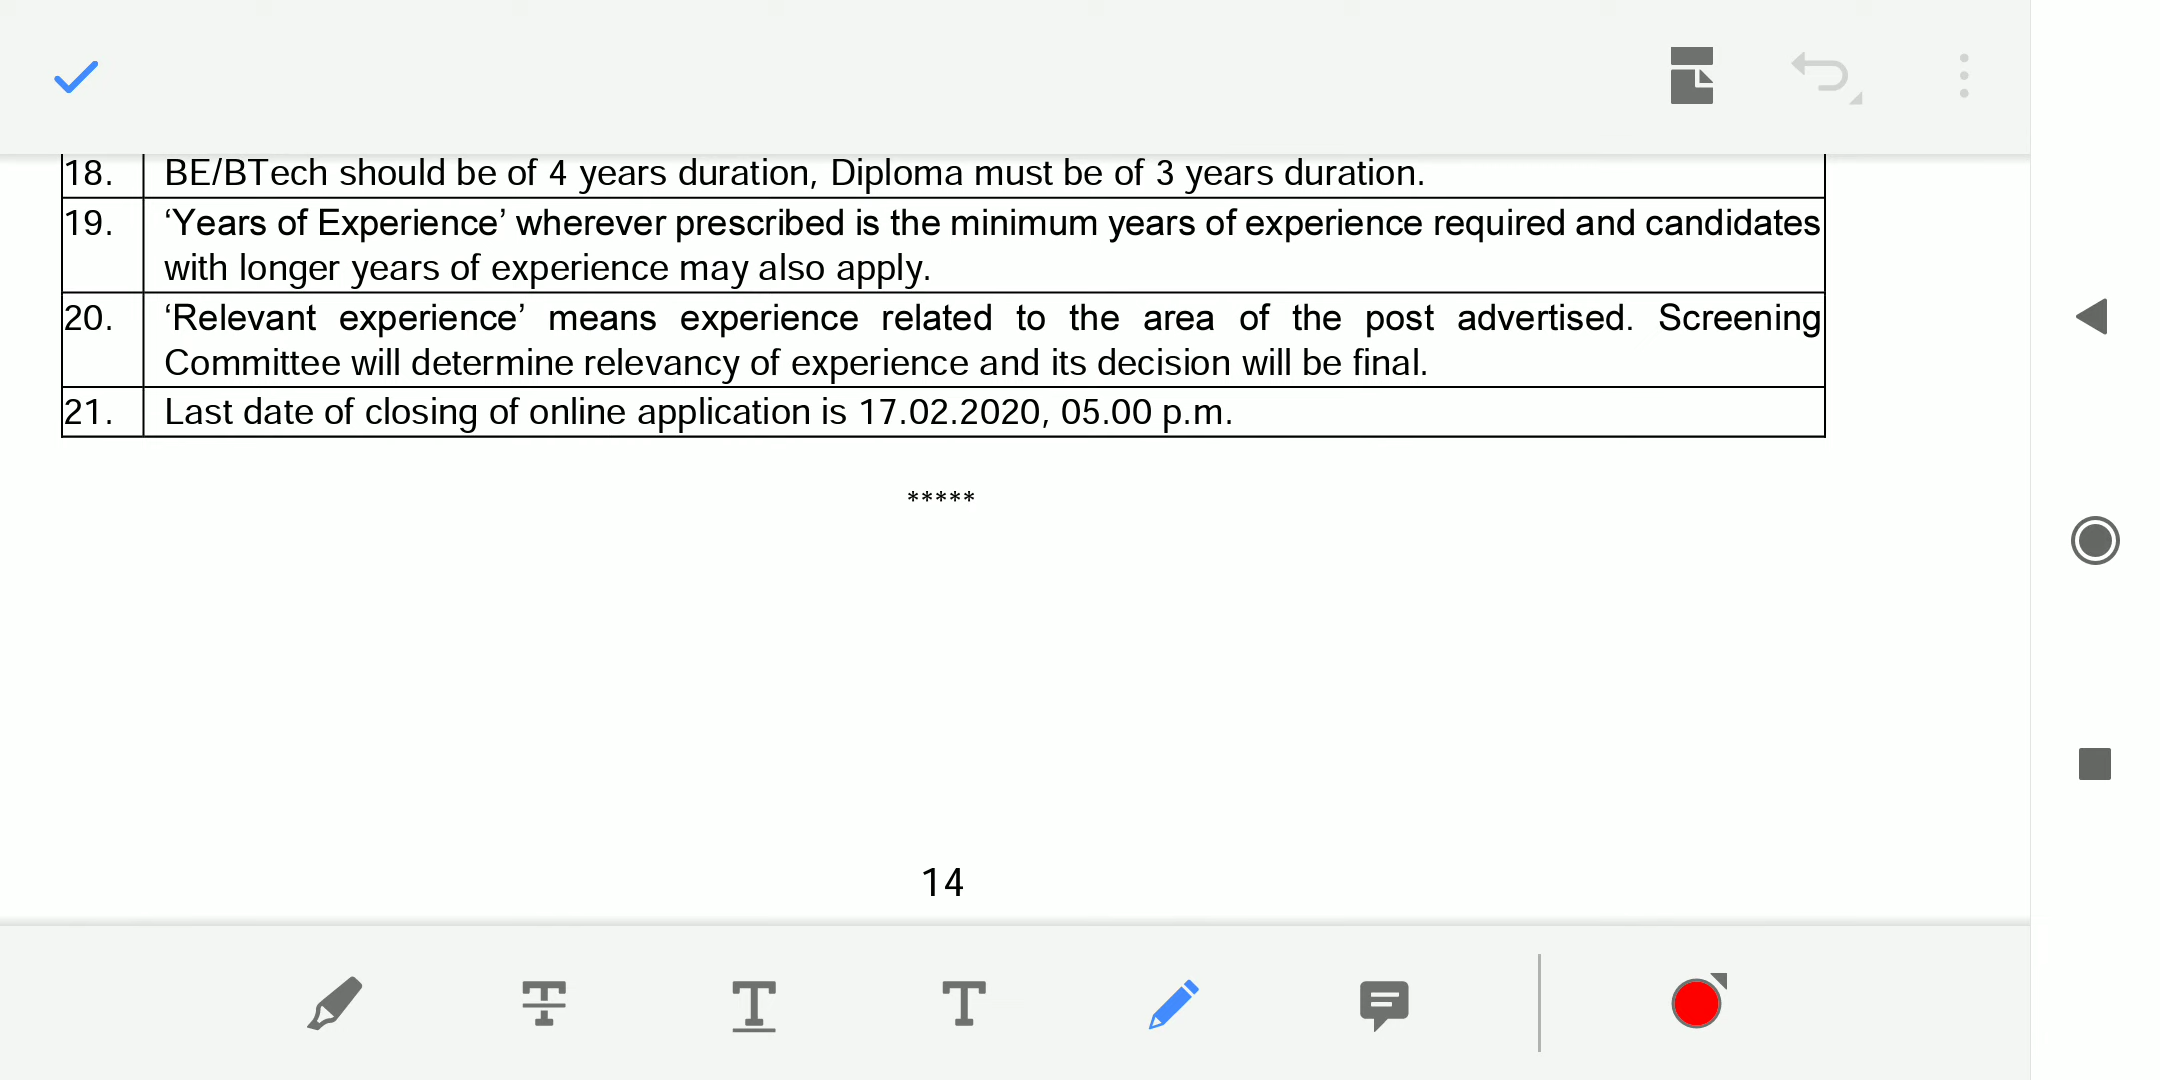 18. BE/BTech should be of 4 years duration, Diploma must be of 3 years duration.
19. ‘Years of Experience’ wherever prescribed is the minimum years of experience required and candidates
with longer years of experience may also apply.
20. ‘Relevant experience’ means experience related to the area of the post advertised. Screening
Committee will determine relevancy of experience and its decision will be final.
21. Last date of closing of online application is 17.02.2020, 05.00 p.m.
*****
14